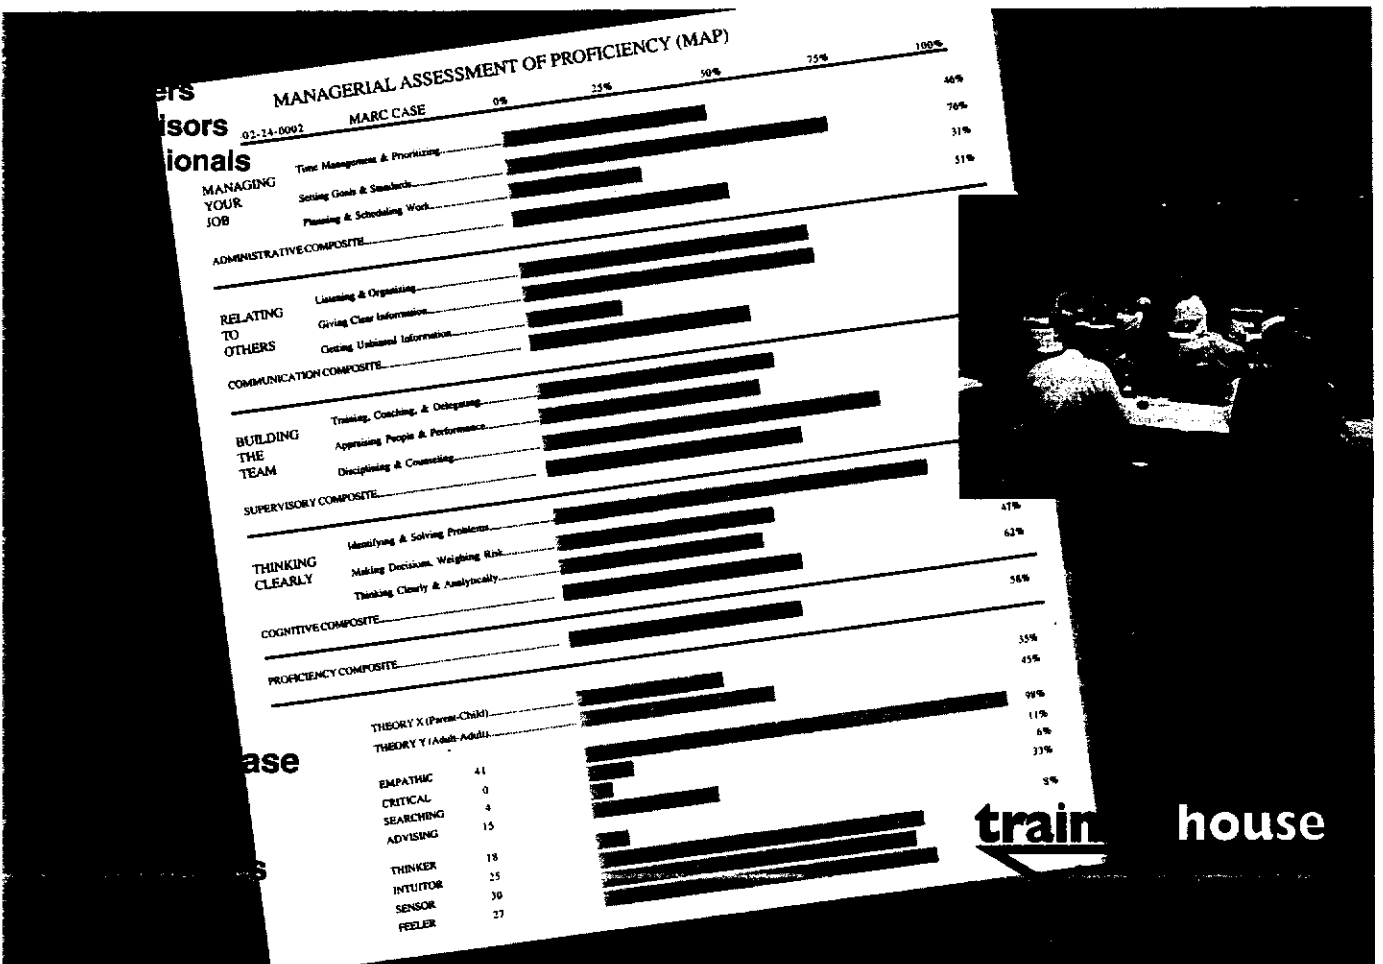 ers
isors
ionals
MANAGERIAL ASSESSMENT OF PROFICIENCY (MAP)
02-24-0002 MARC CASE 0% 25% 50% 75% 100%
MANAGING YOUR JOB
Time Management & Prioritizing 46%
Setting Goals & Standards 76%
Planning & Scheduling Work 31%
ADMINISTRATIVE COMPOSITE 51%
RELATING TO OTHERS
Listening & Organizing
Giving Clear Information
Getting Unbiased Information
COMMUNICATION COMPOSITE
BUILDING THE TEAM
Training, Coaching, & Delegating
Appraising People & Performance
Disciplining & Counseling
SUPERVISORY COMPOSITE
THINKING CLEARLY
Identifying & Solving Problems
Making Decisions, Weighing Risk
Thinking Clearly & Analytically 47%
COGNITIVE COMPOSITE 62%
PROFICIENCY COMPOSITE 56%
THEORY X (Parent-Child) 35%
THEORY Y (Adult-Adult) 45%
EMPATHIC 41 98%
CRITICAL 0 11%
SEARCHING 4 6%
ADVISING 15 33%
THINKER 18 8%
INTUITOR 25
SENSOR 30
FEELER 27
ase
s
train house